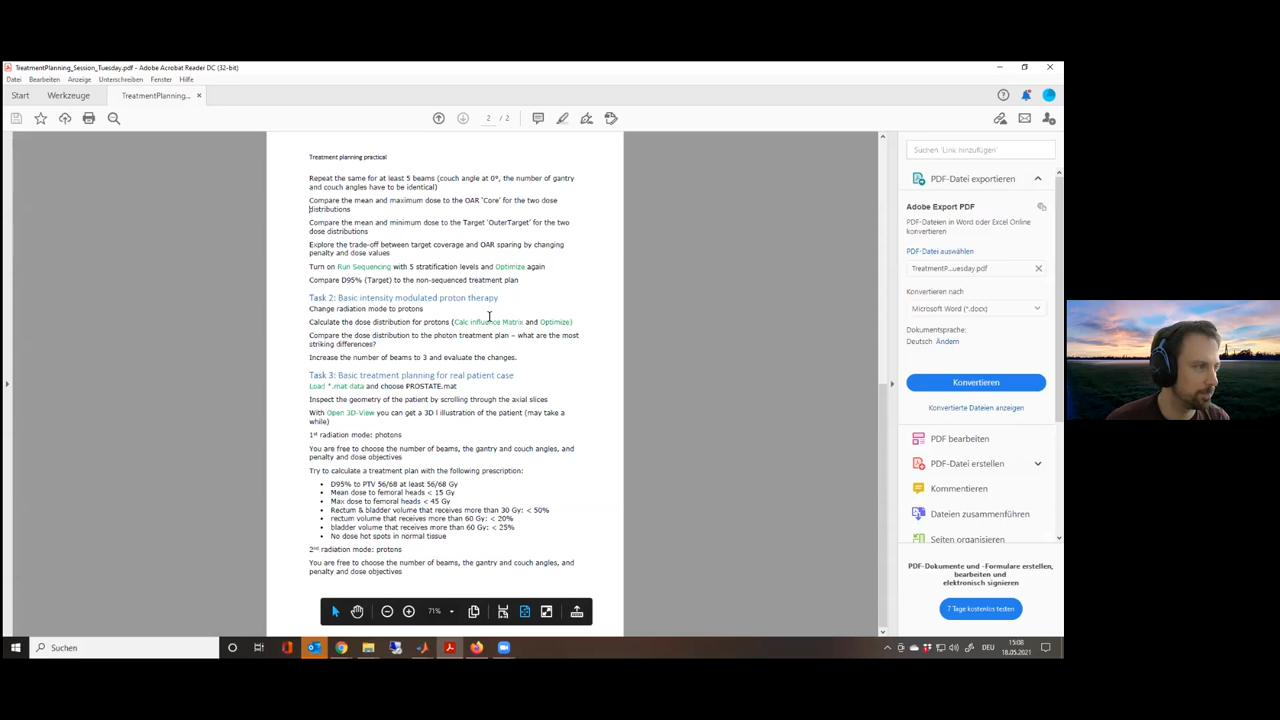 TreatmentPlanning_Session_Tuesday.pdf - Adobe Acrobat Reader DC (32-bit)
Datei Bearbeiten Anzeige Unterschreiben Fenster Hilfe
Start Werkzeuge TreatmentPlanning... ×
2 / 2
Treatment planning practical
Repeat the same for at least 5 beams (couch angle at 0°, the number of gantry
and couch angles have to be identical)
Compare the mean and maximum dose to the OAR 'Core' for the two dose
distributions
Compare the mean and minimum dose to the Target 'OuterTarget' for the two
dose distributions
Explore the trade-off between target coverage and OAR sparing by changing
penalty and dose values
Turn on Run Sequencing with 5 stratification levels and Optimize again
Compare D95% (Target) to the non-sequenced treatment plan
Task 2: Basic intensity modulated proton therapy
Change radiation mode to protons
Calculate the dose distribution for protons (Calc influence Matrix and Optimize)
Compare the dose distribution to the photon treatment plan – what are the most
striking differences?
Increase the number of beams to 3 and evaluate the changes.
Task 3: Basic treatment planning for real patient case
Load *.mat data and choose PROSTATE.mat
Inspect the geometry of the patient by scrolling through the axial slices
With Open 3D-View you can get a 3D l illustration of the patient (may take a
while)
1st radiation mode: photons
You are free to choose the number of beams, the gantry and couch angles, and
penalty and dose objectives
Try to calculate a treatment plan with the following prescription:
• D95% to PTV 56/68 at least 56/68 Gy
• Mean dose to femoral heads < 15 Gy
• Max dose to femoral heads < 45 Gy
• Rectum & bladder volume that receives more than 30 Gy: < 50%
• rectum volume that receives more than 60 Gy: < 20%
• bladder volume that receives more than 60 Gy: < 25%
• No dose hot spots in normal tissue
2nd radiation mode: protons
You are free to choose the number of beams, the gantry and couch angles, and
penalty and dose objectives
71%
Suchen 'Link hinzufügen'
PDF-Datei exportieren
Adobe Export PDF
PDF-Dateien in Word oder Excel Online
konvertieren
PDF-Datei auswählen
TreatmentP...uesday.pdf
Konvertieren nach
Microsoft Word (*.docx)
Dokumentsprache:
Deutsch Ändern
Konvertieren
Konvertierte Dateien anzeigen
PDF bearbeiten
PDF-Datei erstellen
Kommentieren
Dateien zusammenführen
Seiten organisieren
PDF-Dokumente und -Formulare erstellen,
bearbeiten und
elektronisch signieren
7 Tage kostenlos testen
Suchen
DEU
15:08
18.05.2021